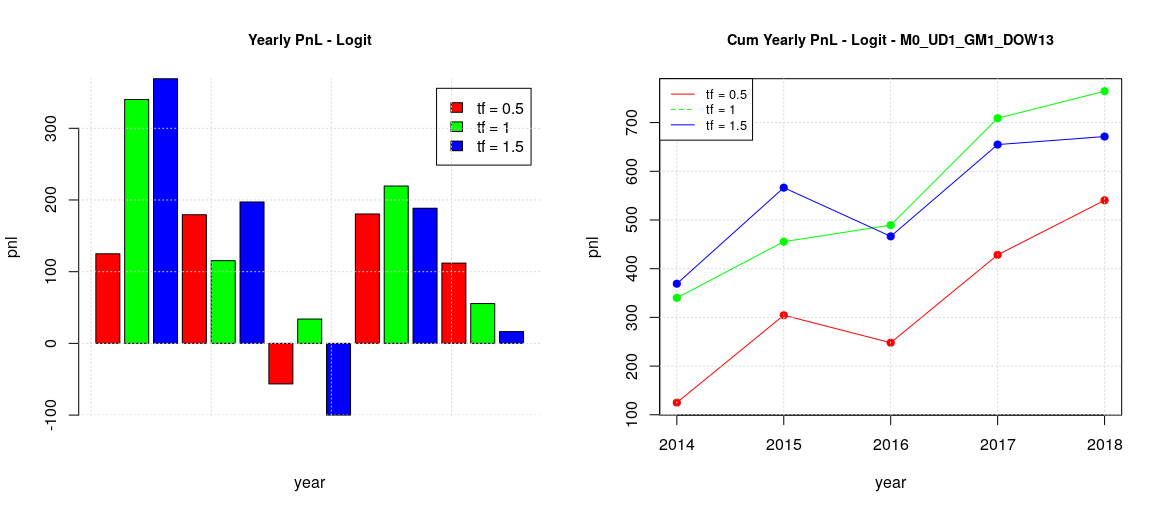 Yearly PnL - Logit
pnl
300
200
100
0
-100
tf = 0.5
tf = 1
tf = 1.5
year
Cum Yearly PnL - Logit - M0_UD1_GM1_DOW13
pnl
700
600
500
400
300
200
100
tf = 0.5
tf = 1
tf = 1.5
2014 2015 2016 2017 2018
year